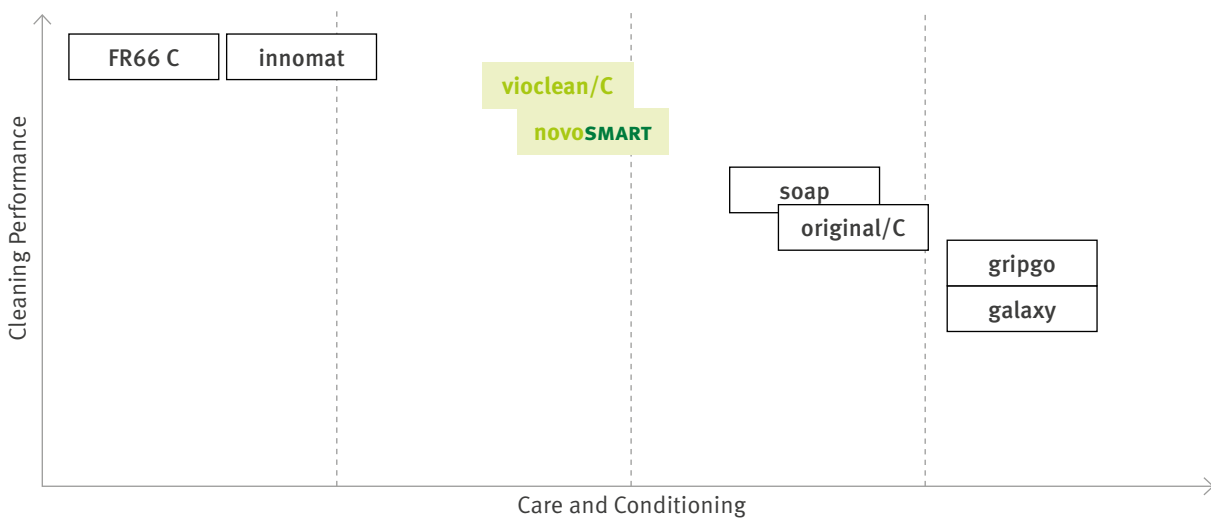 FR66 C
innomat
vioclean/C
novoSMART
soap
original/C
gripgo
galaxy
Cleaning Performance
Care and Conditioning